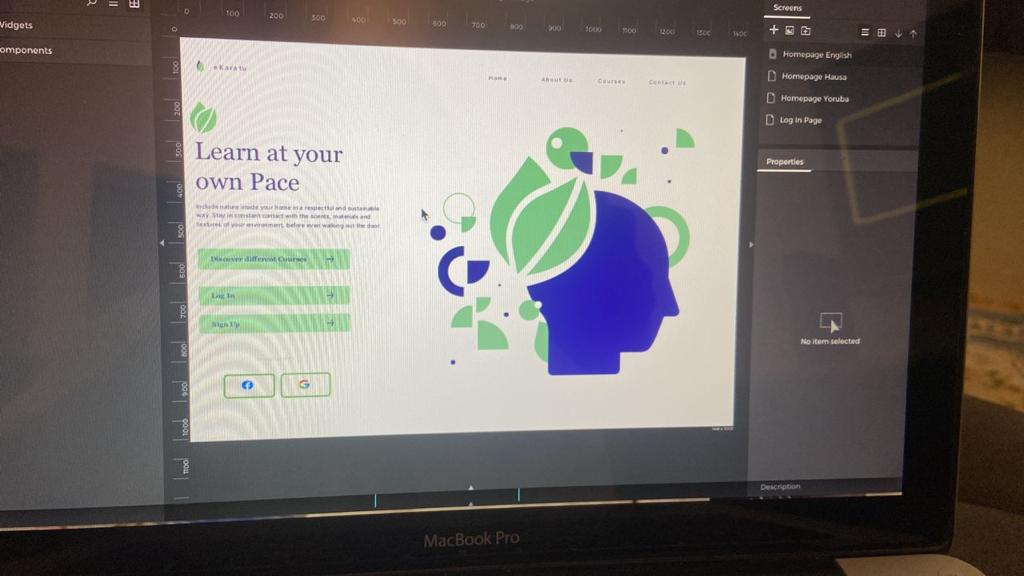 Widgets
omponents
0 100 200 300 400 500 600 700 800 900 1000 1100 1200 1300 1400
0
100
200
300
400
500
600
700
800
900
1000
1100
eKaratu
Home About Us Courses Contact Us
Learn at your
own Pace
Include nature inside your home in a respectful and sustainable
way. Stay in constant contact with the scents, materials and
textures of your environment, before even walking out the door.
Discover different Courses →
Log In →
Sign Up →
Screens
Homepage English
Homepage Hausa
Homepage Yoruba
Log In Page
Properties
No item selected
Description
MacBook Pro